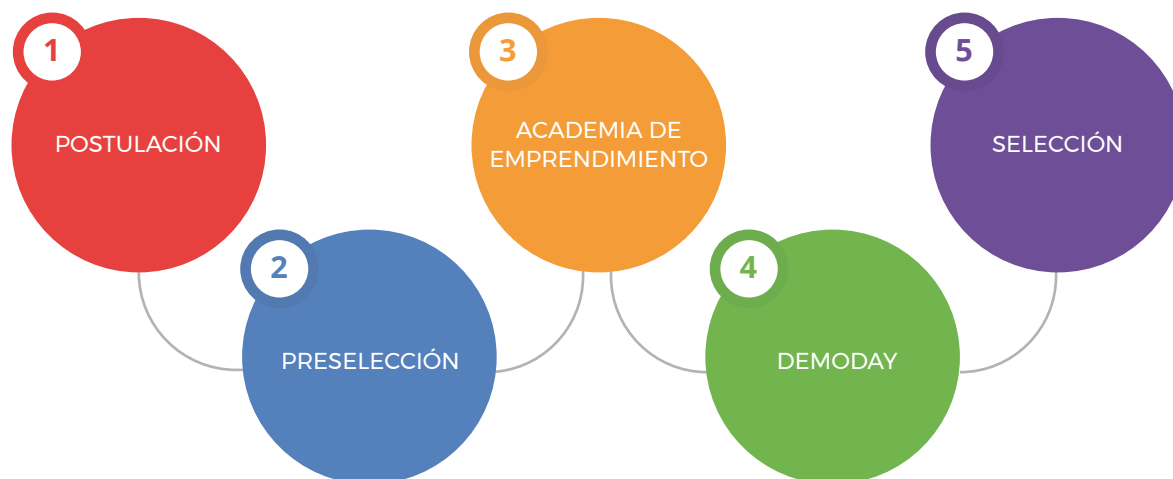 1
POSTULACIÓN
2
PRESELECCIÓN
3
ACADEMIA DE
EMPRENDIMIENTO
4
DEMODAY
5
SELECCIÓN